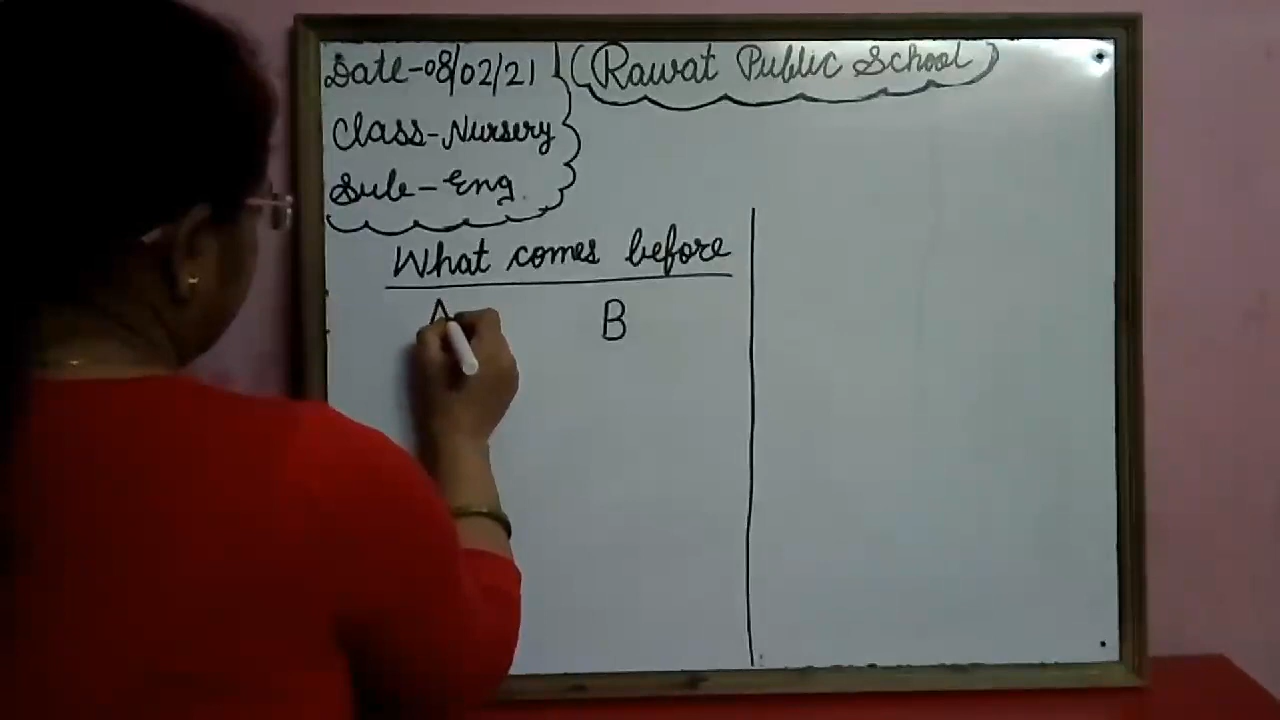 Date-08/02/21
(Rawat Public School)
Class-Nursery
Sub-Eng.
What comes before
A B